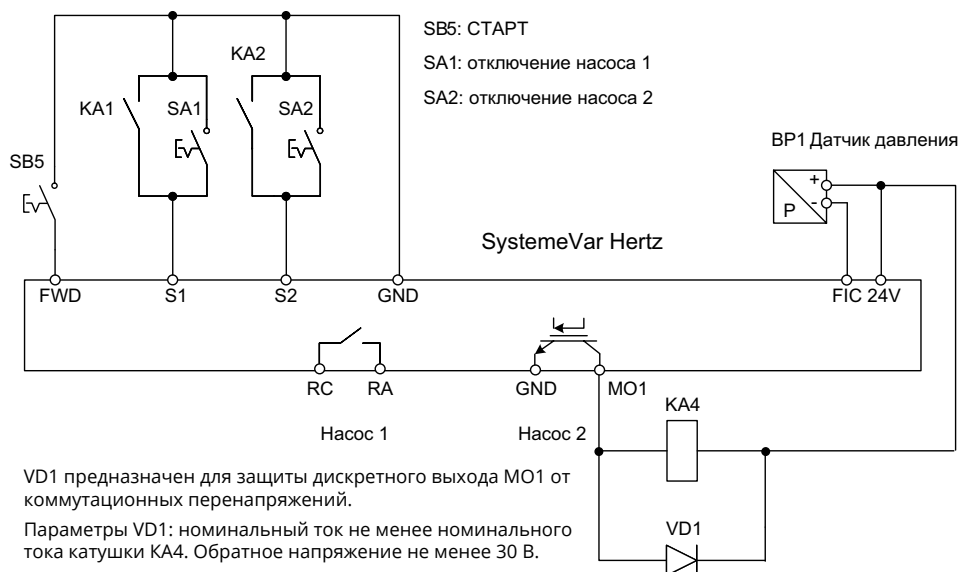 SB5: СТАРТ
KA2
SA1: отключение насоса 1
KA1 SA1 SA2
SA2: отключение насоса 2
BP1 Датчик давления
SB5
+
P -
SystemeVar Hertz
FWD S1 S2 GND FIC 24V
RC RA GND MO1
KA4
Насос 1 Насос 2
VD1 предназначен для защиты дискретного выхода MO1 от
коммутационных перенапряжений.
Параметры VD1: номинальный ток не менее номинального
тока катушки KA4. Обратное напряжение не менее 30 В.
VD1